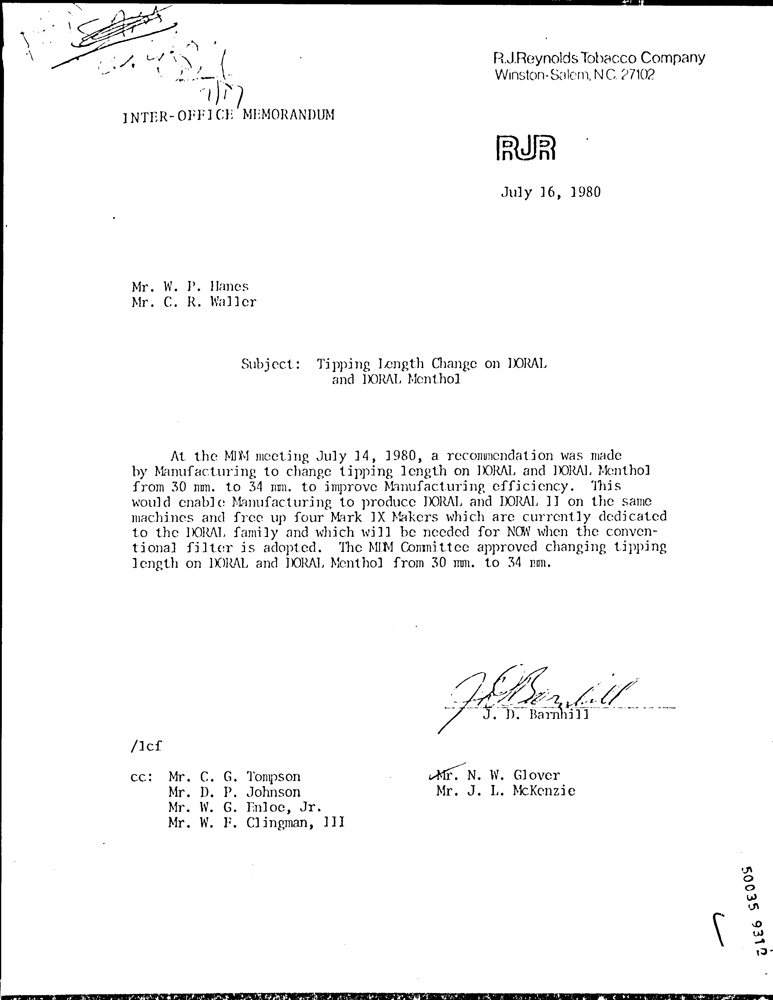 R.J.Reynolds Tobacco Company
Winston-Salem, N.C. 27102
7/17
INTER-OFFICE MEMORANDUM
RJR
July 16, 1980
Mr. W. P. Hanes
Mr. C. R. Waller
Subject: Tipping Length Change on DORAL
and DORAL Menthol
At the MDM meeting July 14, 1980, a recommendation was made
by Manufacturing to change tipping length on DORAL and DORAL Menthol
from 30 mm. to 34 mm. to improve Manufacturing efficiency. This
would enable Manufacturing to produce DORAL and DORAL II on the same
machines and free up four Mark IX Makers which are currently dedicated
to the DORAL family and which will be needed for NOW when the conven-
tional filter is adopted. The MDM Committee approved changing tipping
length on DORAL and DORAL Menthol from 30 mm. to 34 mm.
J. D. Barnhill
J. D. Barnhill
/lcf
cc: Mr. C. G. Tompson
Mr. D. P. Johnson
Mr. W. G. Enloe, Jr.
Mr. W. F. Clingman, III
Mr. N. W. Glover
Mr. J. L. McKenzie
50035 9312